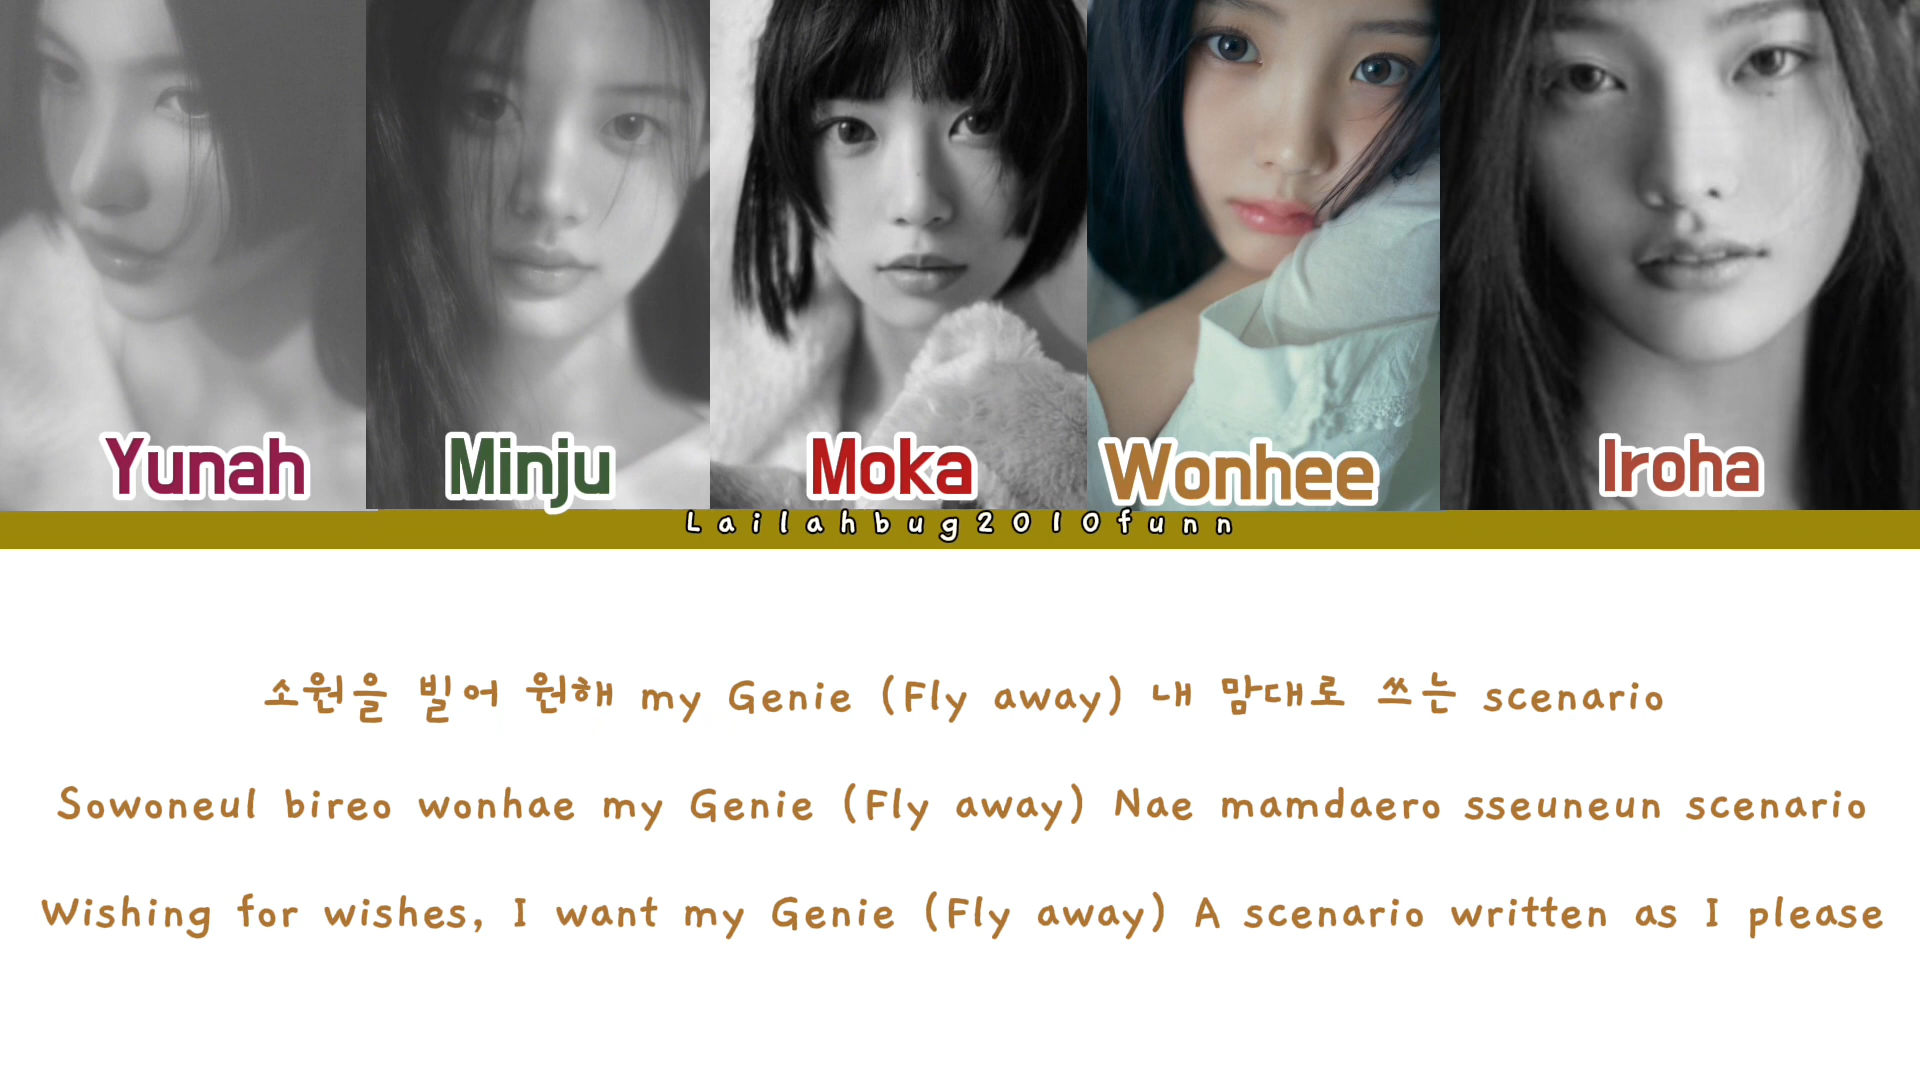 Yunah
Minju
Moka
Wonhee
Iroha
Lailahbug2010funn
소원을 빌어 원해 my Genie (Fly away) 내 맘대로 쓰는 scenario
Sowoneul bireo wonhae my Genie (Fly away) Nae mamdaero sseuneun scenario
Wishing for wishes, I want my Genie (Fly away) A scenario written as I please